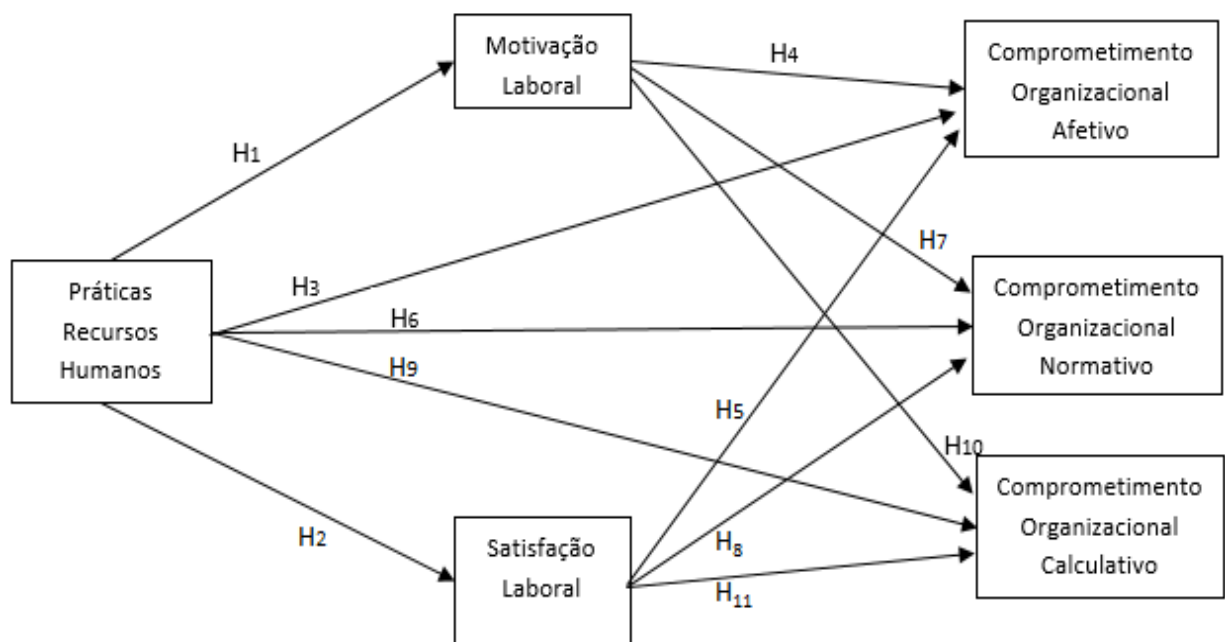 Motivação
Laboral
Comprometimento
Organizacional
Afetivo
H4
H1
H7
Práticas
Recursos
Humanos
H3
H6
H9
Comprometimento
Organizacional
Normativo
H5
H10
Comprometimento
Organizacional
Calculativo
H2
Satisfação
Laboral
H8
H11